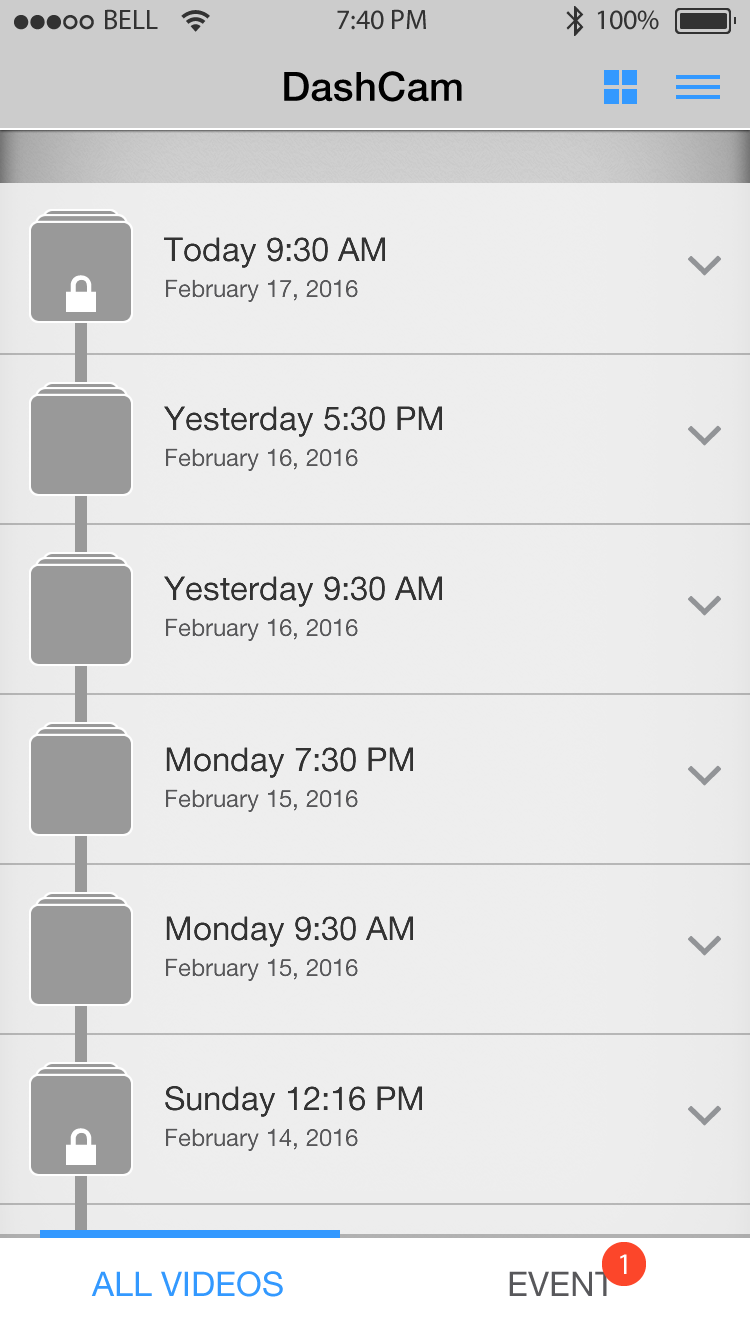 BELL 7:40 PM 100%
DashCam
Today 9:30 AM
February 17, 2016
Yesterday 5:30 PM
February 16, 2016
Yesterday 9:30 AM
February 16, 2016
Monday 7:30 PM
February 15, 2016
Monday 9:30 AM
February 15, 2016
Sunday 12:16 PM
February 14, 2016
ALL VIDEOS EVENT 1